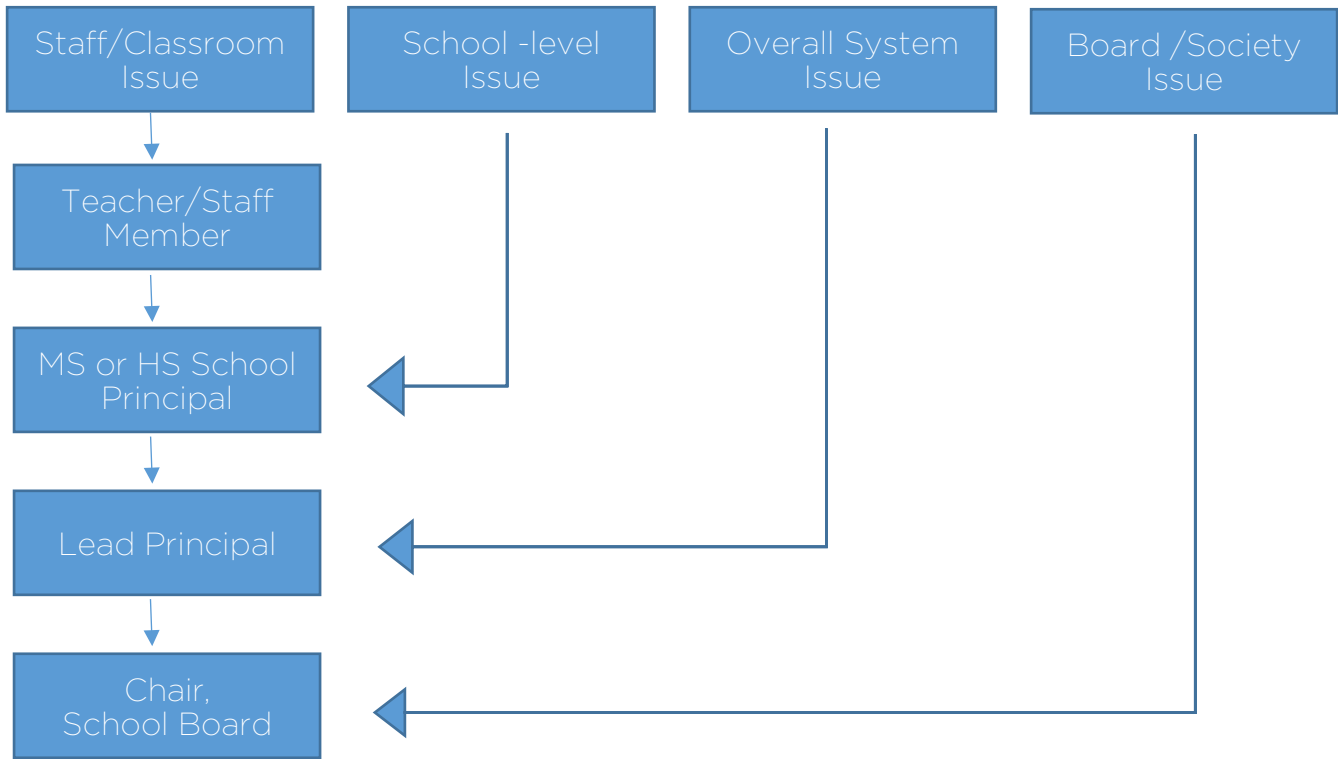 Staff/Classroom
Issue
School -level
Issue
Overall System
Issue
Board /Society
Issue
Teacher/Staff
Member
MS or HS School
Principal
Lead Principal
Chair,
School Board